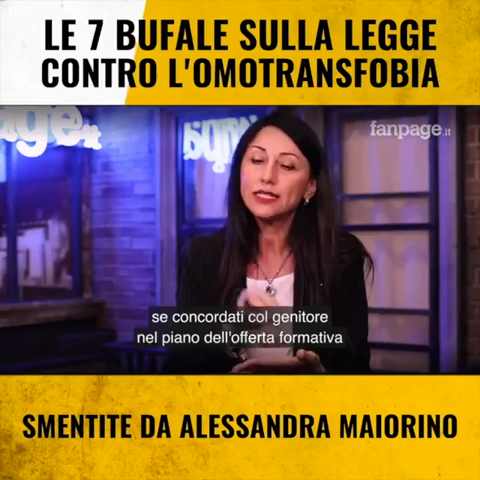 LE 7 BUFALE SULLA LEGGE
CONTRO L'OMOTRANSFOBIA
fanpage.it
se concordati col genitore
nel piano dell'offerta formativa
SMENTITE DA ALESSANDRA MAIORINO